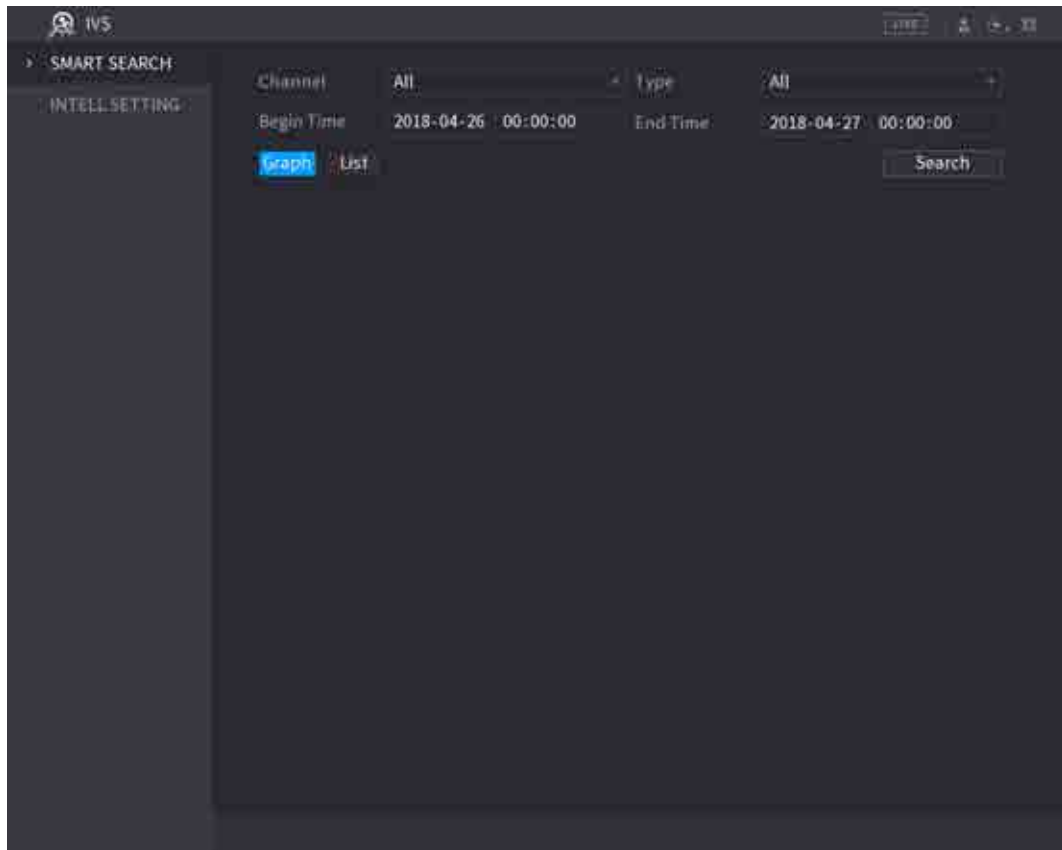 IVS
LIVE
SMART SEARCH
INTELL.SETTING
Channel All Type All
Begin Time 2018-04-26 00:00:00 End Time 2018-04-27 00:00:00
Graph List Search